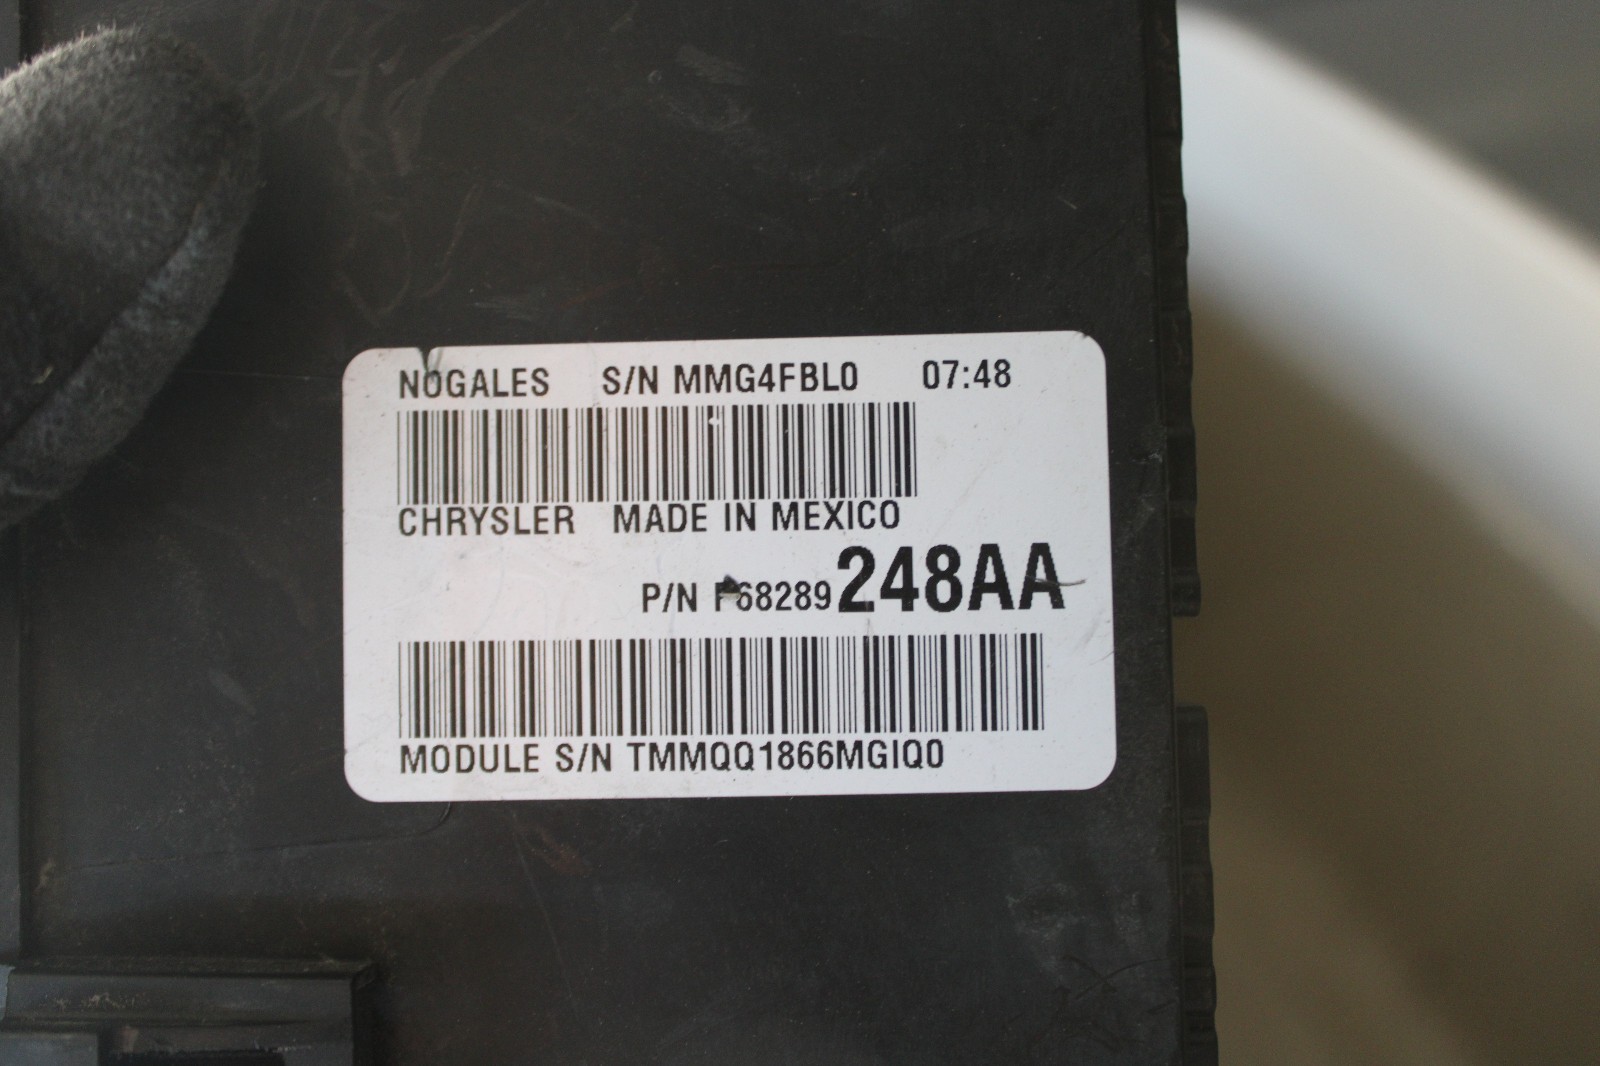 NOGALES S/N MMG4FBL0 07:48
CHRYSLER MADE IN MEXICO
P/N P68289248AA
MODULE S/N TMMQQ1866MGIQ0